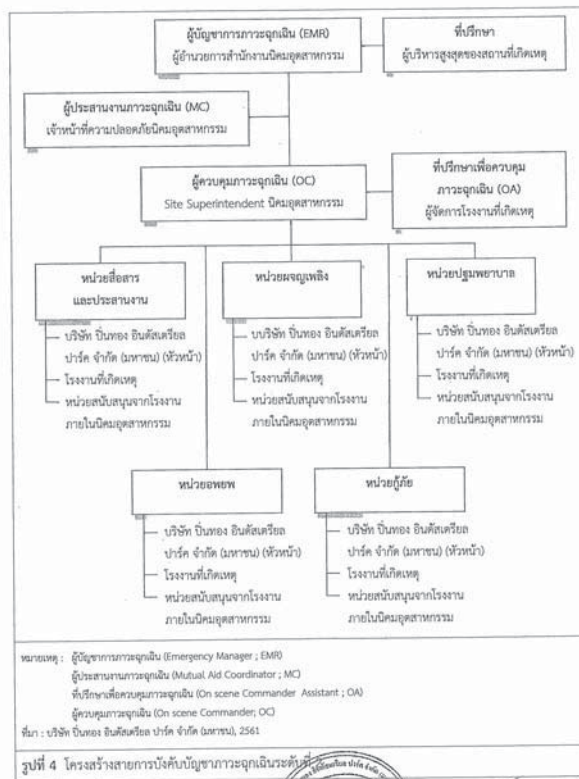 ผู้บัญชาการภาวะฉุกเฉิน (EMR)
ผู้อำนวยการสำนักงานนิคมอุตสาหกรรม
ที่ปรึกษา
ผู้บริหารสูงสุดของสถานที่เกิดเหตุ
ผู้ประสานงานภาวะฉุกเฉิน (MC)
เจ้าหน้าที่ความปลอดภัยนิคมอุตสาหกรรม
ผู้ควบคุมภาวะฉุกเฉิน (OC)
Site Superintendent นิคมอุตสาหกรรม
ที่ปรึกษาเพื่อควบคุม
ภาวะฉุกเฉิน (OA)
ผู้จัดการโรงงานที่เกิดเหตุ
หน่วยสื่อสาร
และประสานงาน
บริษัท ปิ่นทอง อินดัสเตรียล
ปาร์ค จำกัด (มหาชน) (หัวหน้า)
โรงงานที่เกิดเหตุ
หน่วยสนับสนุนจากโรงงาน
ภายในนิคมอุตสาหกรรม
หน่วยผจญเพลิง
บบริษัท ปิ่นทอง อินดัสเตรียล
ปาร์ค จำกัด (มหาชน) (หัวหน้า)
โรงงานที่เกิดเหตุ
หน่วยสนับสนุนจากโรงงาน
ภายในนิคมอุตสาหกรรม
หน่วยปฐมพยาบาล
บริษัท ปิ่นทอง อินดัสเตรียล
ปาร์ค จำกัด (มหาชน) (หัวหน้า)
โรงงานที่เกิดเหตุ
หน่วยสนับสนุนจากโรงงาน
ภายในนิคมอุตสาหกรรม
หน่วยอพยพ
บริษัท ปิ่นทอง อินดัสเตรียล
ปาร์ค จำกัด (มหาชน) (หัวหน้า)
โรงงานที่เกิดเหตุ
หน่วยสนับสนุนจากโรงงาน
ภายในนิคมอุตสาหกรรม
หน่วยกู้ภัย
บริษัท ปิ่นทอง อินดัสเตรียล
ปาร์ค จำกัด (มหาชน) (หัวหน้า)
โรงงานที่เกิดเหตุ
หน่วยสนับสนุนจากโรงงาน
ภายในนิคมอุตสาหกรรม
หมายเหตุ : ผู้บัญชาการภาวะฉุกเฉิน (Emergency Manager ; EMR)
ผู้ประสานงานภาวะฉุกเฉิน (Mutual Aid Coordinator ; MC)
ที่ปรึกษาเพื่อควบคุมภาวะฉุกเฉิน (On scene Commander Assistant ; OA)
ผู้ควบคุมภาวะฉุกเฉิน (On scene Commander; OC)
ที่มา : บริษัท ปิ่นทอง อินดัสเตรียล ปาร์ค จำกัด (มหาชน), 2561
รูปที่ 4 โครงสร้างสายการบังคับบัญชาภาวะฉุกเฉินระดับที่